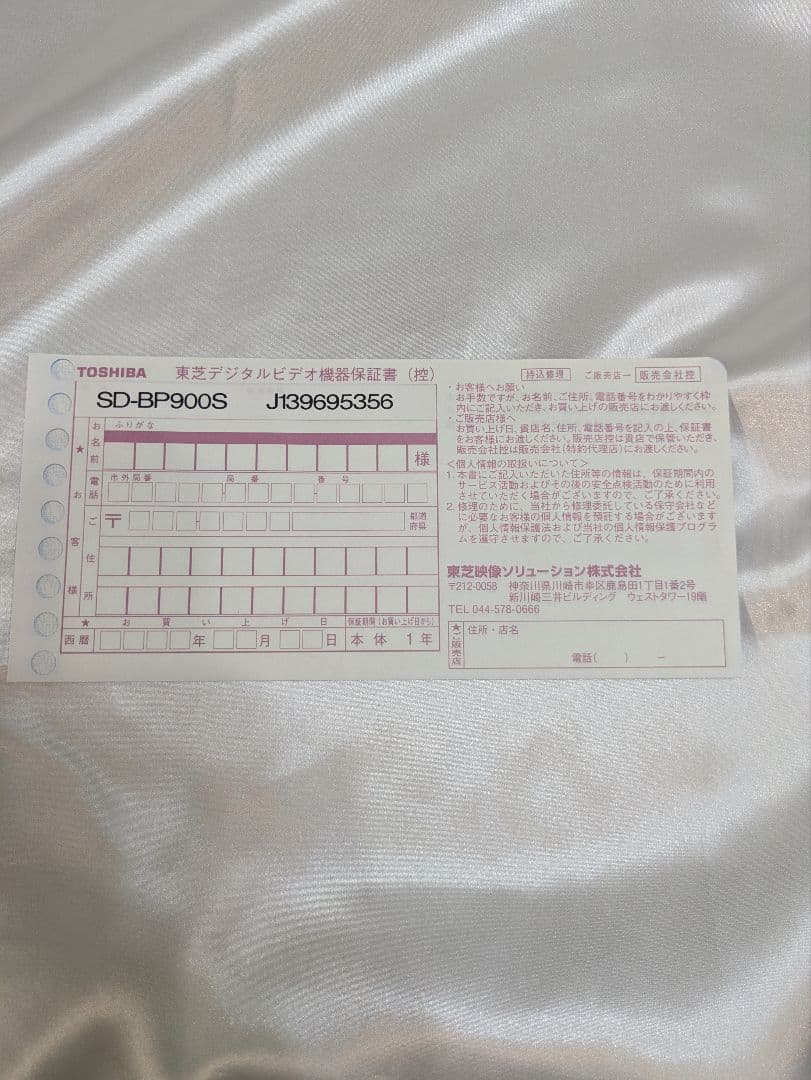 TOSHIBA 東芝デジタルビデオ機器保証書（控） 持込修理 ご販売店→ 販売会社控
SD-BP900S J139695356
★ お客様
お名前 ふりがな
様
電話 市外局番 局番 番号
ご住所 〒 都道府県
★ お買い上げ日 保証期間（お買い上げ日から）
西暦 年 月 日 本体 1年
・お客様へお願い
お手数ですが、お名前、ご住所、電話番号をわかりやすく枠
内にご記入いただき、お買い上げの販売店にお渡しください。
・ご販売店様へ
お買い上げ日、貴店名、住所、電話番号を記入の上、保証書
をお客様にお渡しください。販売店控は貴店で保管いただき、
販売会社控は販売会社（特約代理店）にお渡しください。
＜個人情報の取扱いについて＞
1. 本書にご記入いただいた住所等の情報は、保証期間内の
サービス活動およびその後の安全点検活動のために利用
させていただく場合がございますので、ご了承ください。
2. 修理のために、当社から修理委託している保守会社など
に必要なお客様の個人情報を預託する場合がございます
が、個人情報保護法および当社の個人情報保護プログラ
ムを遵守させますので、ご了承ください。
東芝映像ソリューション株式会社
〒212-0058 神奈川県川崎市幸区鹿島田1丁目1番2号
新川崎三井ビルディング ウェストタワー19階
TEL 044-578-0666
★ご販売店 住所・店名
電話（ ） －